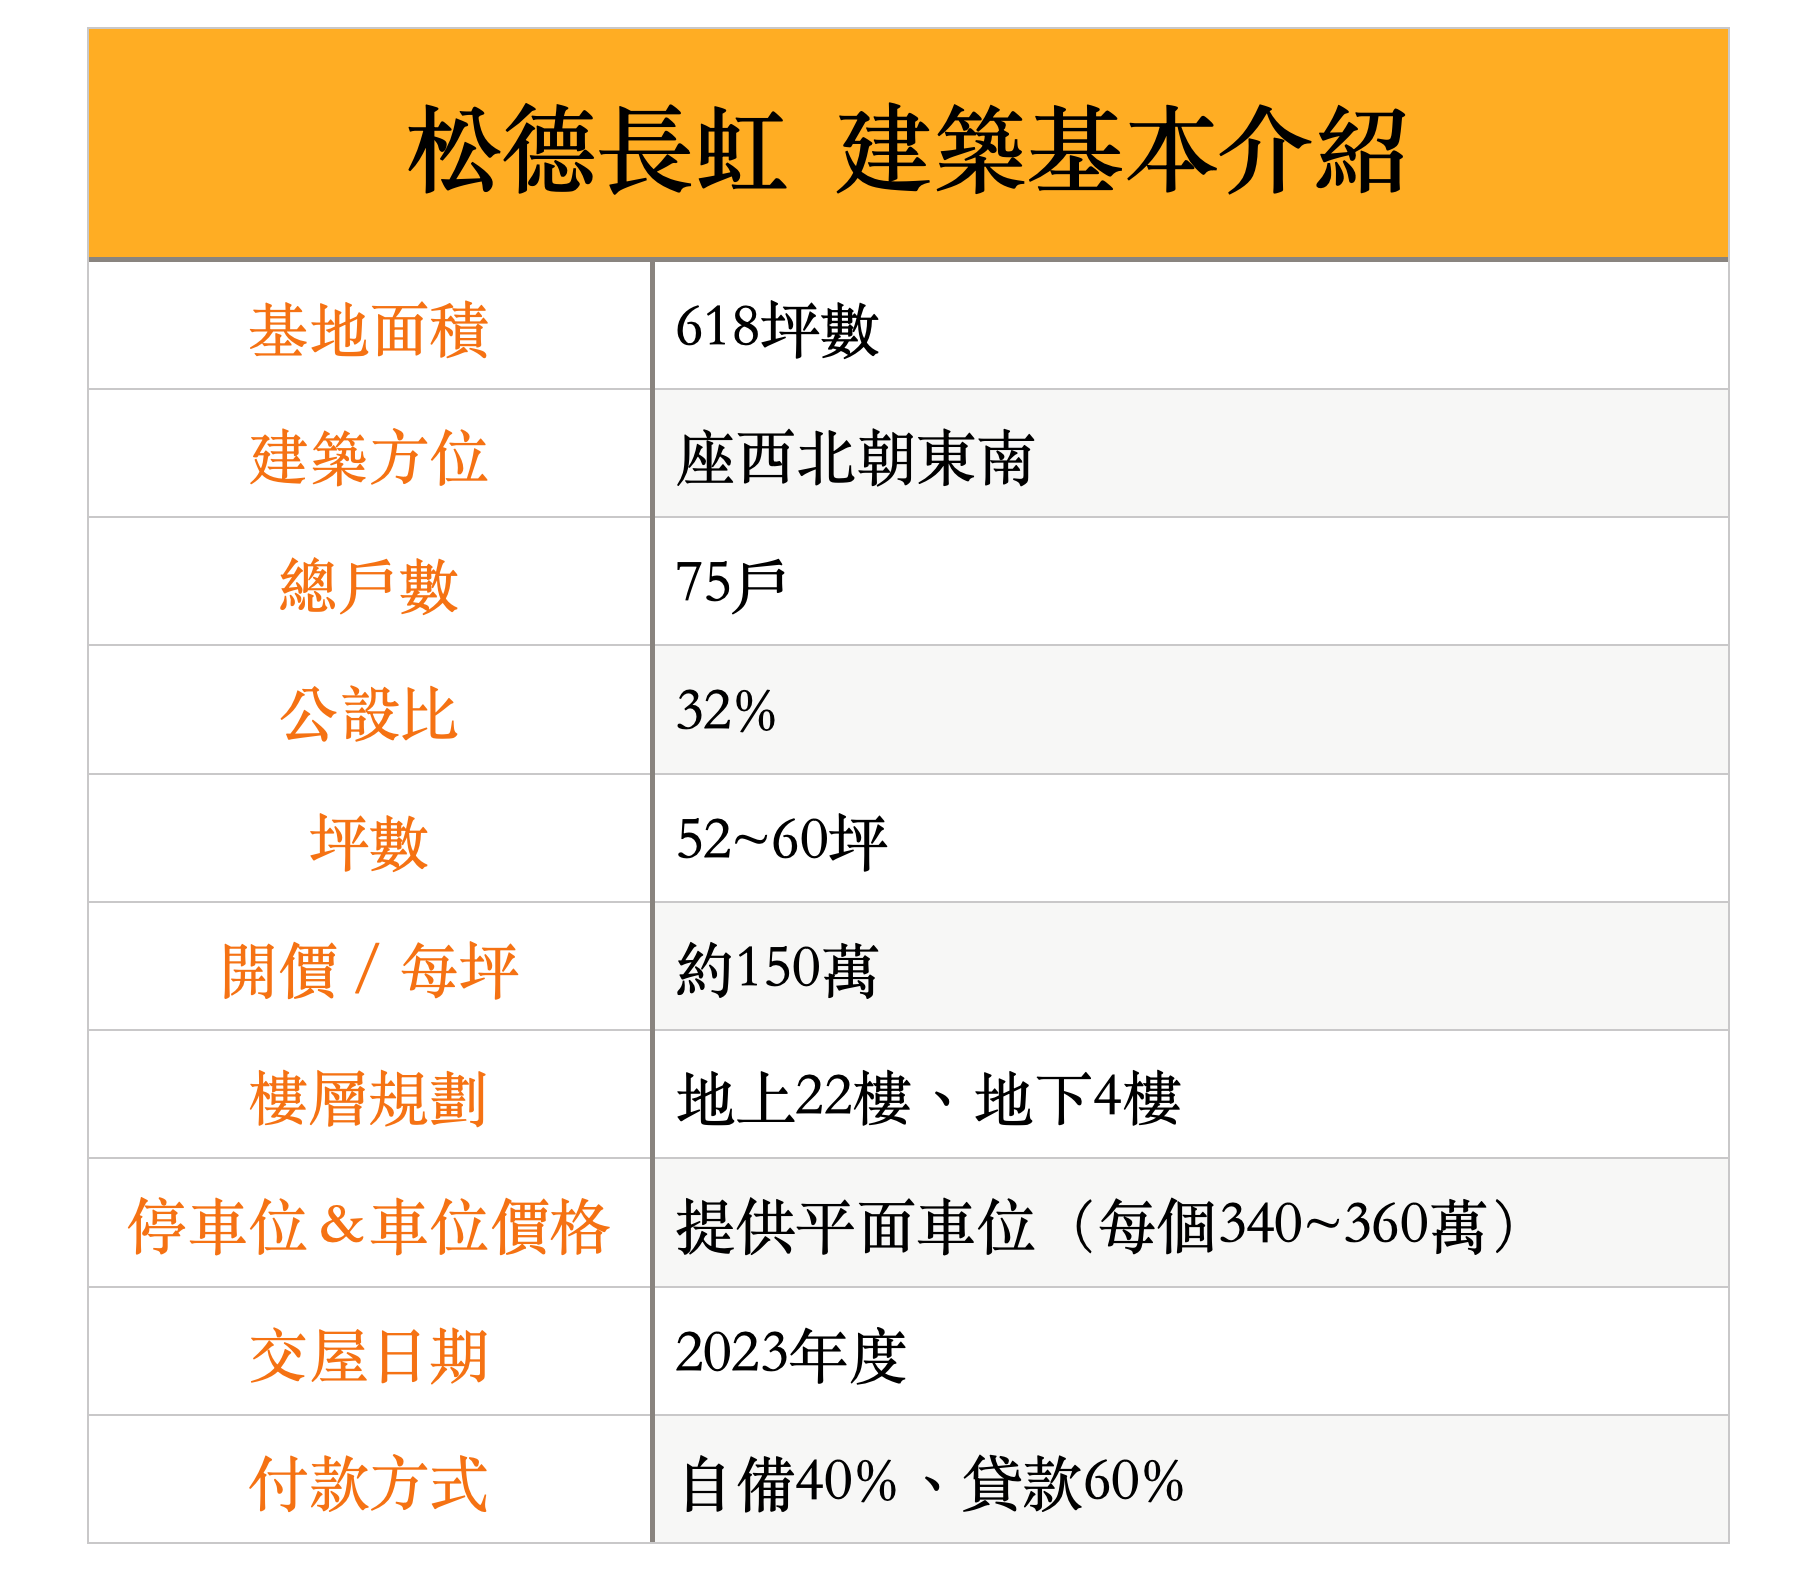 松德長虹 建築基本介紹
基地面積 618坪數
建築方位 座西北朝東南
總戶數 75戶
公設比 32%
坪數 52~60坪
開價 / 每坪 約150萬
樓層規劃 地上22樓、地下4樓
停車位＆車位價格 提供平面車位（每個340~360萬）
交屋日期 2023年度
付款方式 自備40%、貸款60%